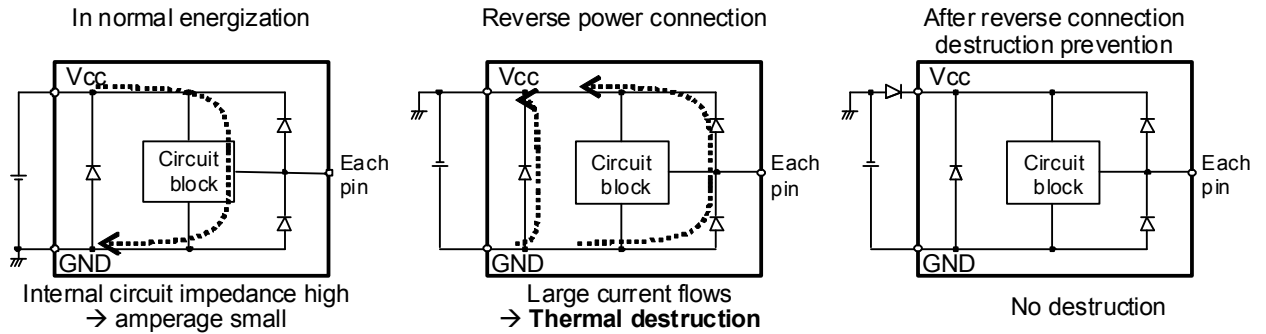 In normal energization
Vcc
Circuit
block
Each
pin
GND
Internal circuit impedance high
→ amperage small
Reverse power connection
Vcc
Circuit
block
Each
pin
GND
Large current flows
→ Thermal destruction
After reverse connection
destruction prevention
Vcc
Circuit
block
Each
pin
GND
No destruction